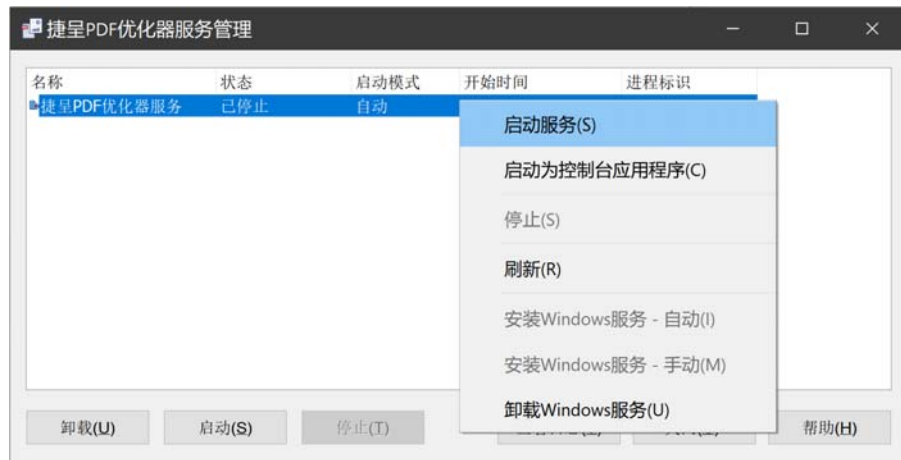 捷呈PDF优化器服务管理
名称 状态 启动模式 开始时间 进程标识
捷呈PDF优化器服务 已停止 自动
启动服务(S)
启动为控制台应用程序(C)
停止(S)
刷新(R)
安装Windows服务 - 自动(I)
安装Windows服务 - 手动(M)
卸载Windows服务(U)
卸载(U) 启动(S) 停止(T) 帮助(H)